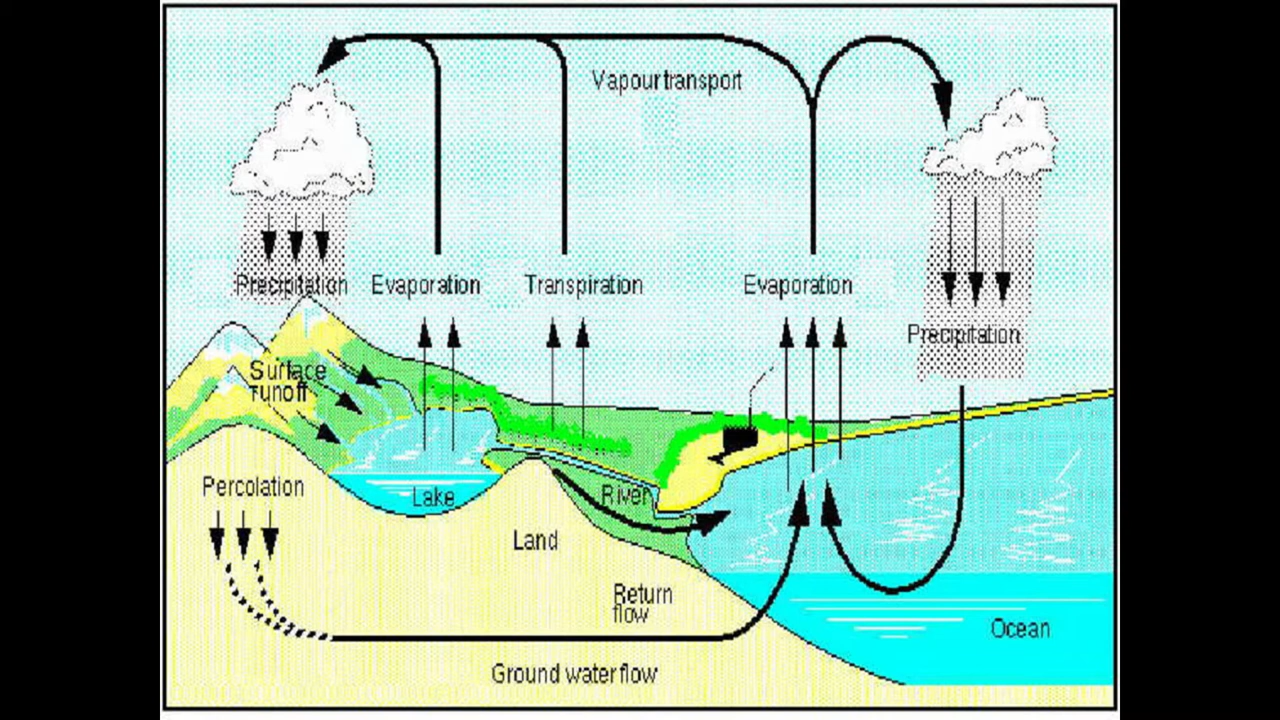 Vapour transport
Precipitation
Evaporation
Transpiration
Evaporation
Precipitation
Surface
runoff
Percolation
Lake
River
Land
Return
flow
Ocean
Ground water flow